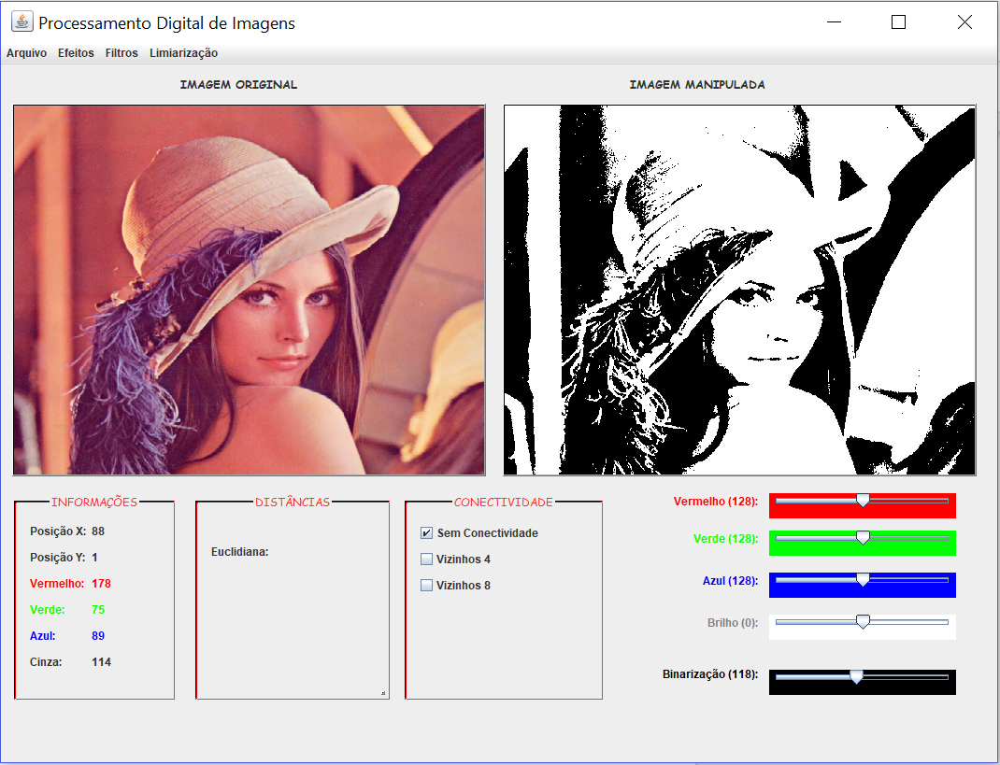 Processamento Digital de Imagens
Arquivo Efeitos Filtros Limiarização
IMAGEM ORIGINAL
IMAGEM MANIPULADA
INFORMAÇÕES
Posição X: 88
Posição Y: 1
Vermelho: 178
Verde: 75
Azul: 89
Cinza: 114
DISTÂNCIAS
Euclidiana:
CONECTIVIDADE
Sem Conectividade
Vizinhos 4
Vizinhos 8
Vermelho (128):
Verde (128):
Azul (128):
Brilho (0):
Binarização (118):